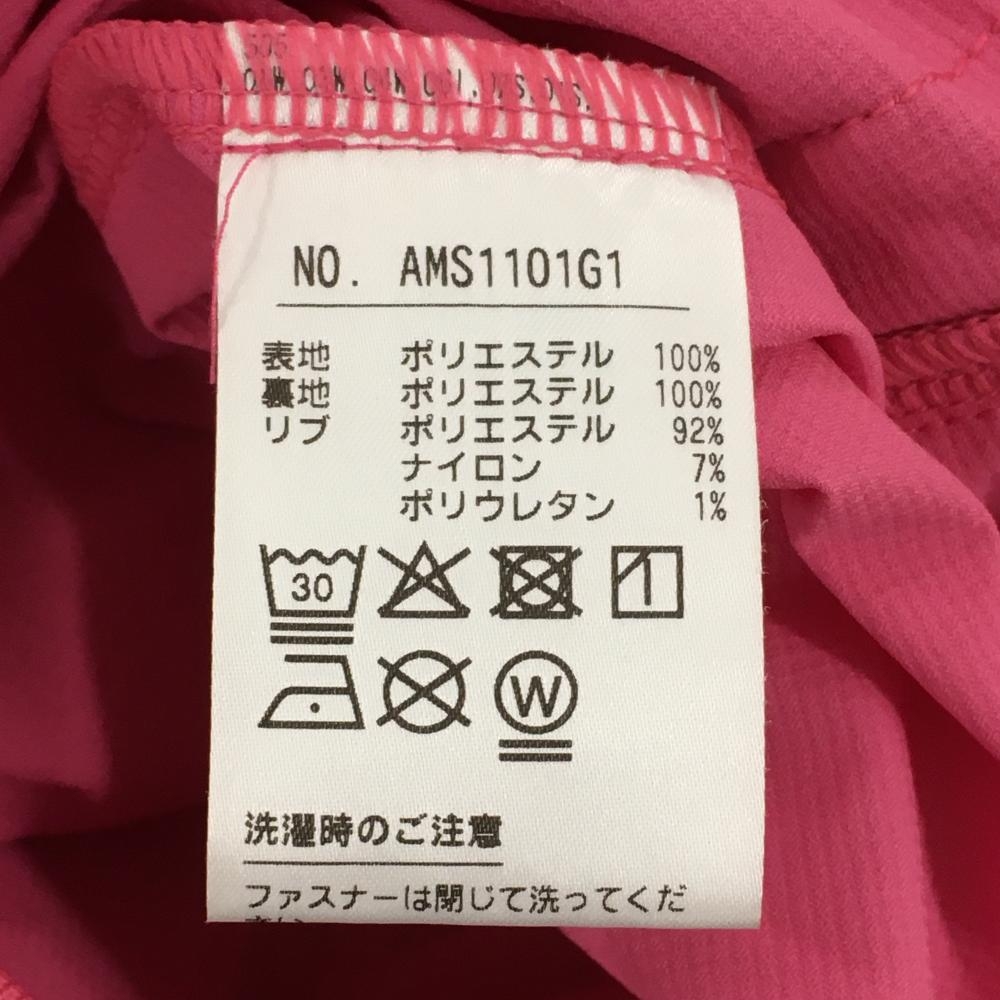 NO. AMS1101G1
表地 ポリエステル 100%
裏地 ポリエステル 100%
リブ ポリエステル 92%
ナイロン 7%
ポリウレタン 1%
30
1
W
洗濯時のご注意
ファスナーは閉じて洗ってくだ